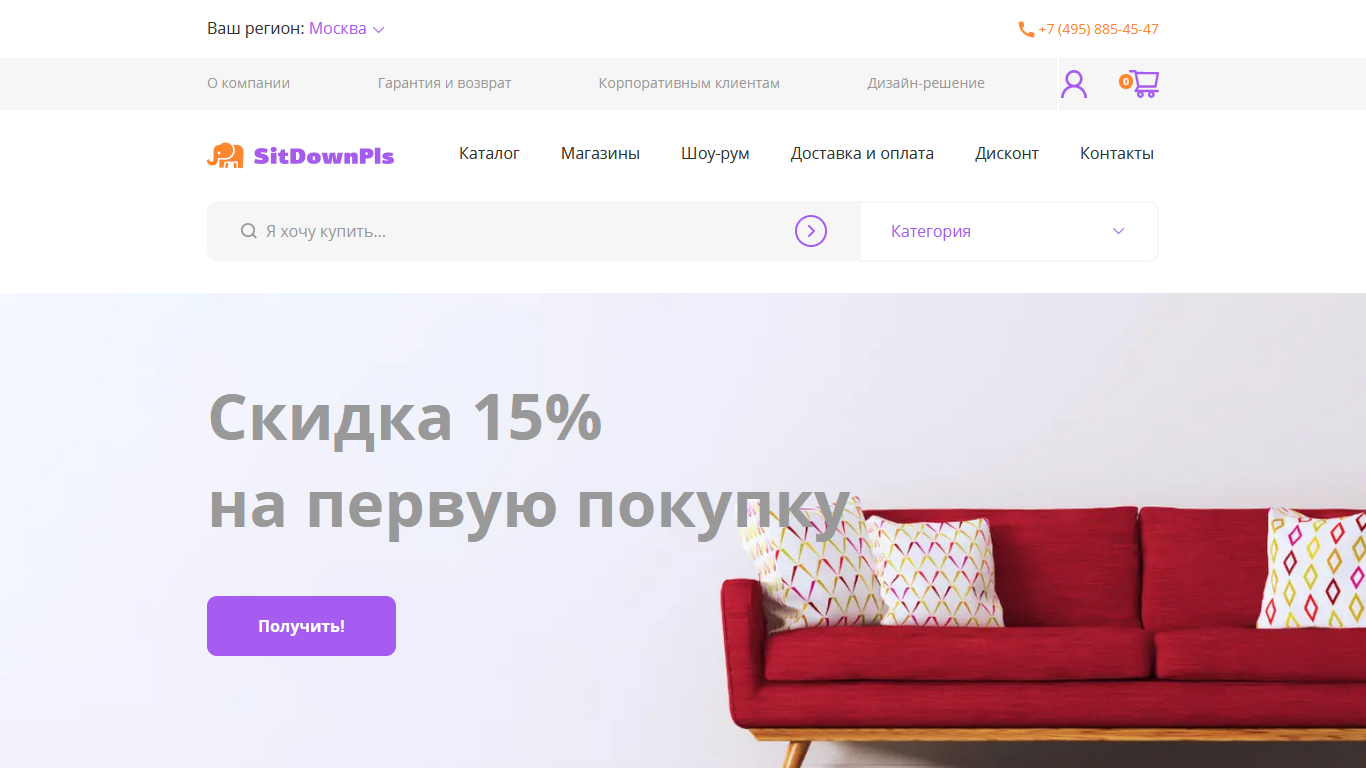 Ваш регион: Москва
+7 (495) 885-45-47
О компании
Гарантия и возврат
Корпоративным клиентам
Дизайн-решение
0
SitDownPls
Каталог
Магазины
Шоу-рум
Доставка и оплата
Дисконт
Контакты
Я хочу купить...
Категория
Скидка 15%
на первую покупку
Получить!